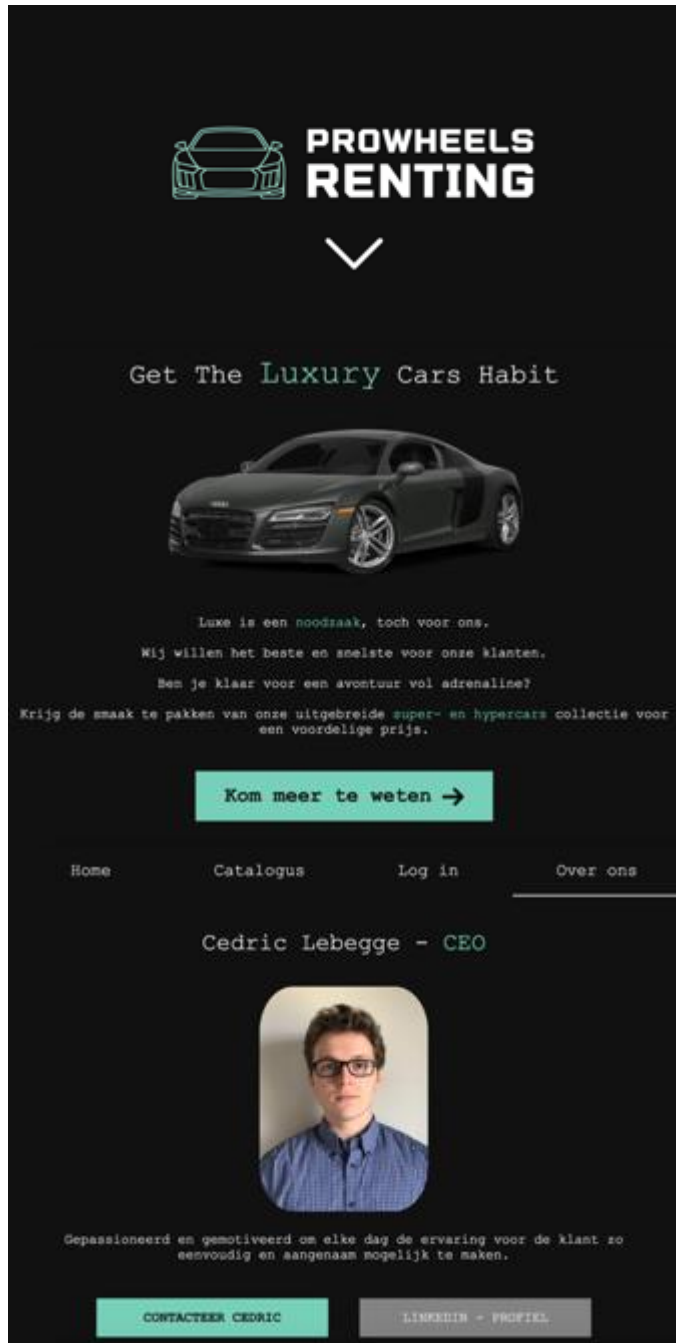 PROWHEELS
RENTING
Get The Luxury Cars Habit
Luxe is een noodzaak, toch voor ons.
Wij willen het beste en snelste voor onze klanten.
Ben je klaar voor een avontuur vol adrenaline?
Krijg de smaak te pakken van onze uitgebreide super- en hypercars collectie voor
een voordelige prijs.
Kom meer te weten →
Home Catalogus Log in Over ons
Cedric Lebegge - CEO
Gepassioneerd en gemotiveerd om elke dag de ervaring voor de klant zo
eenvoudig en aangenaam mogelijk te maken.
CONTACTEER CEDRIC LINKEDIN - PROFIEL